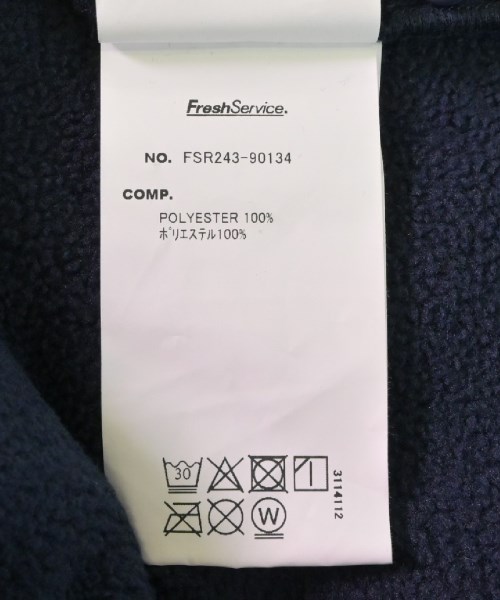 FreshService.
NO. FSR243-90134
COMP.
POLYESTER 100%
ﾎﾟﾘｴｽﾃﾙ100%
30
W
3114112